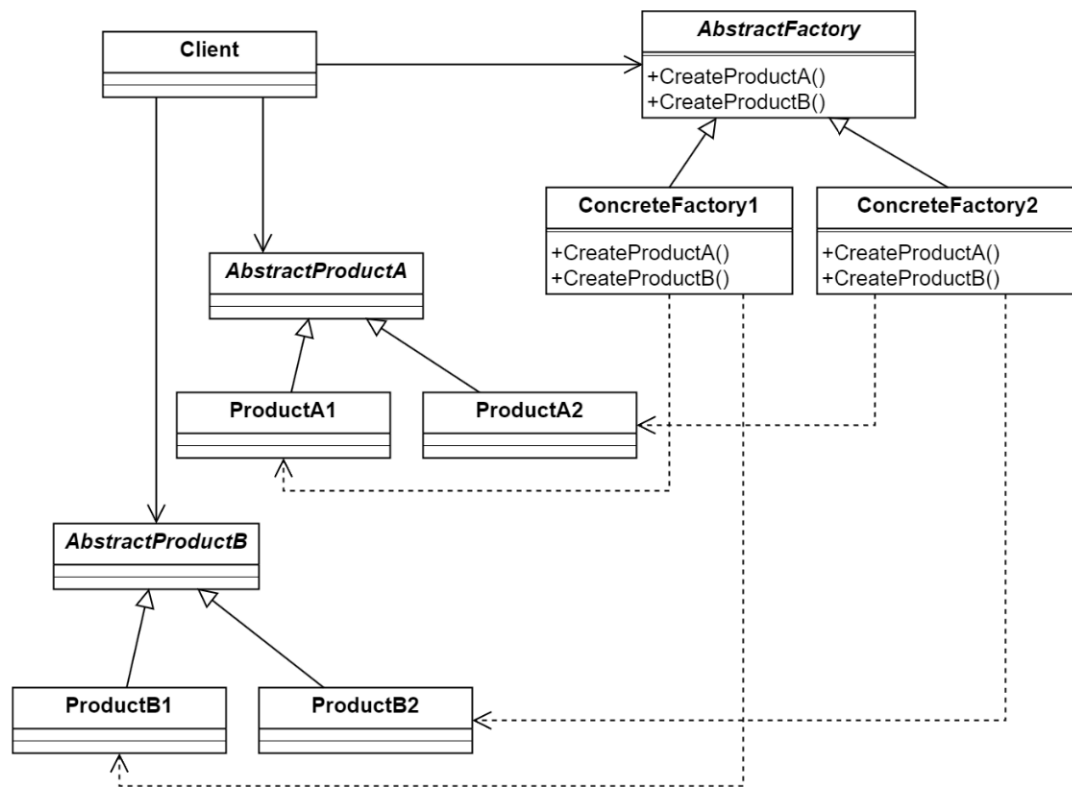 AbstractFactory
Client
+CreateProductA()
+CreateProductB()
ConcreteFactory1
ConcreteFactory2
+CreateProductA()
+CreateProductB()
+CreateProductA()
+CreateProductB()
AbstractProductA
ProductA1
ProductA2
AbstractProductB
ProductB1
ProductB2